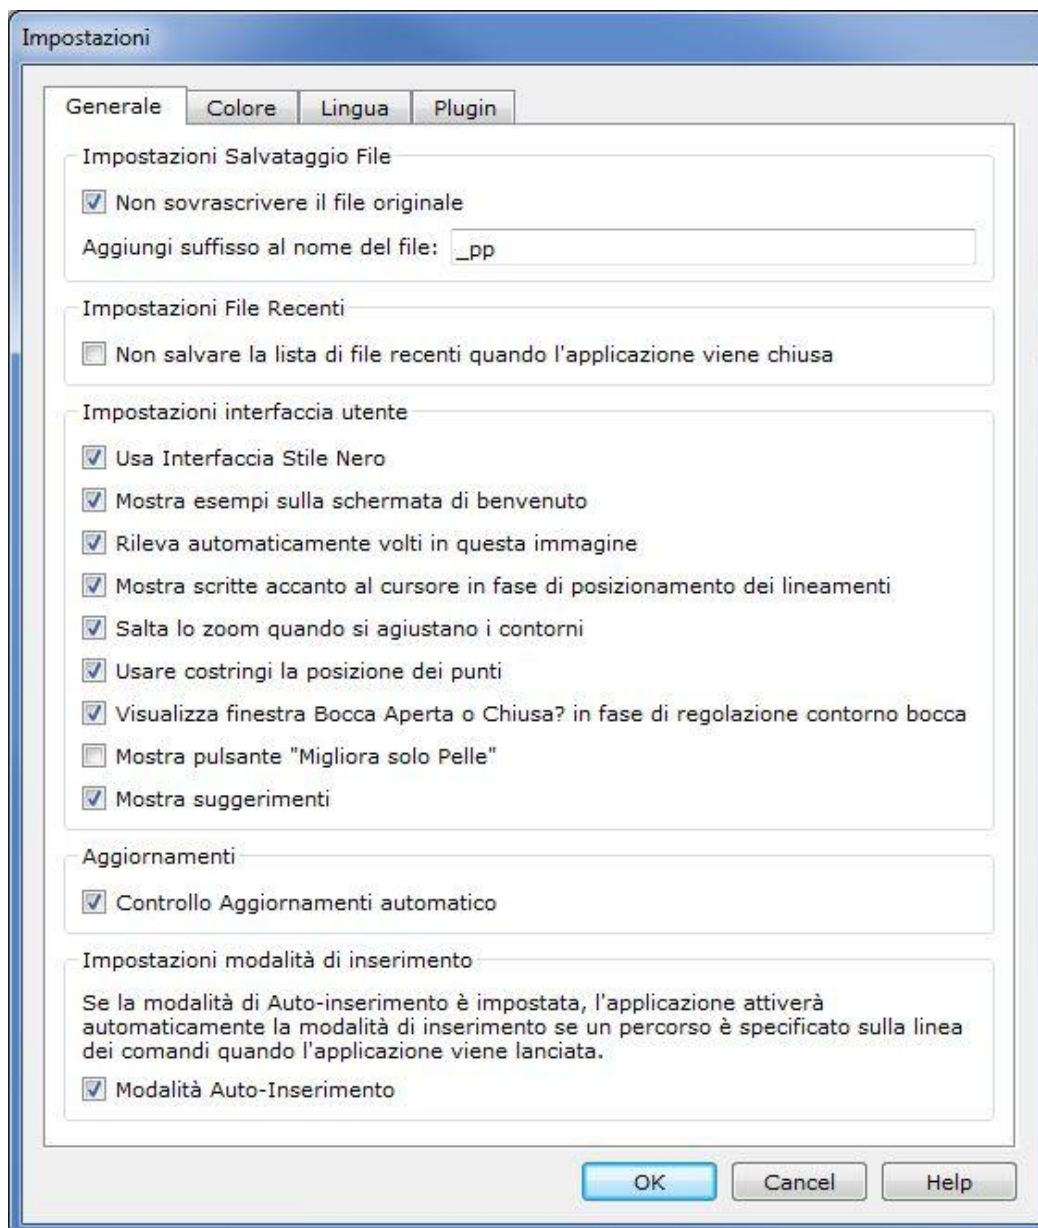 Impostazioni
Generale Colore Lingua Plugin
Impostazioni Salvataggio File
Non sovrascrivere il file originale
Aggiungi suffisso al nome del file: _pp
Impostazioni File Recenti
Non salvare la lista di file recenti quando l'applicazione viene chiusa
Impostazioni interfaccia utente
Usa Interfaccia Stile Nero
Mostra esempi sulla schermata di benvenuto
Rileva automaticamente volti in questa immagine
Mostra scritte accanto al cursore in fase di posizionamento dei lineamenti
Salta lo zoom quando si agiustano i contorni
Usare costringi la posizione dei punti
Visualizza finestra Bocca Aperta o Chiusa? in fase di regolazione contorno bocca
Mostra pulsante "Migliora solo Pelle"
Mostra suggerimenti
Aggiornamenti
Controllo Aggiornamenti automatico
Impostazioni modalità di inserimento
Se la modalità di Auto-inserimento è impostata, l'applicazione attiverà
automaticamente la modalità di inserimento se un percorso è specificato sulla linea
dei comandi quando l'applicazione viene lanciata.
Modalità Auto-Inserimento
OK Cancel Help